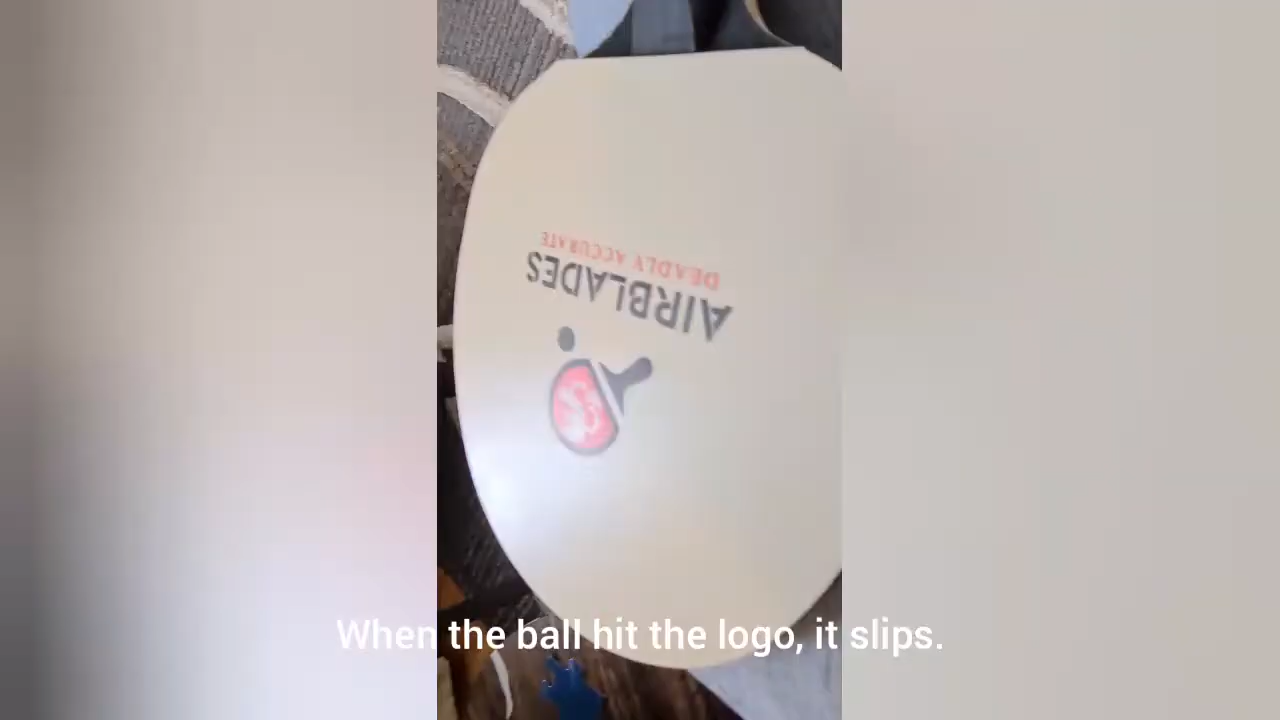 AIRBLADES
DEADLY ACCURATE
When the ball hit the logo, it slips.